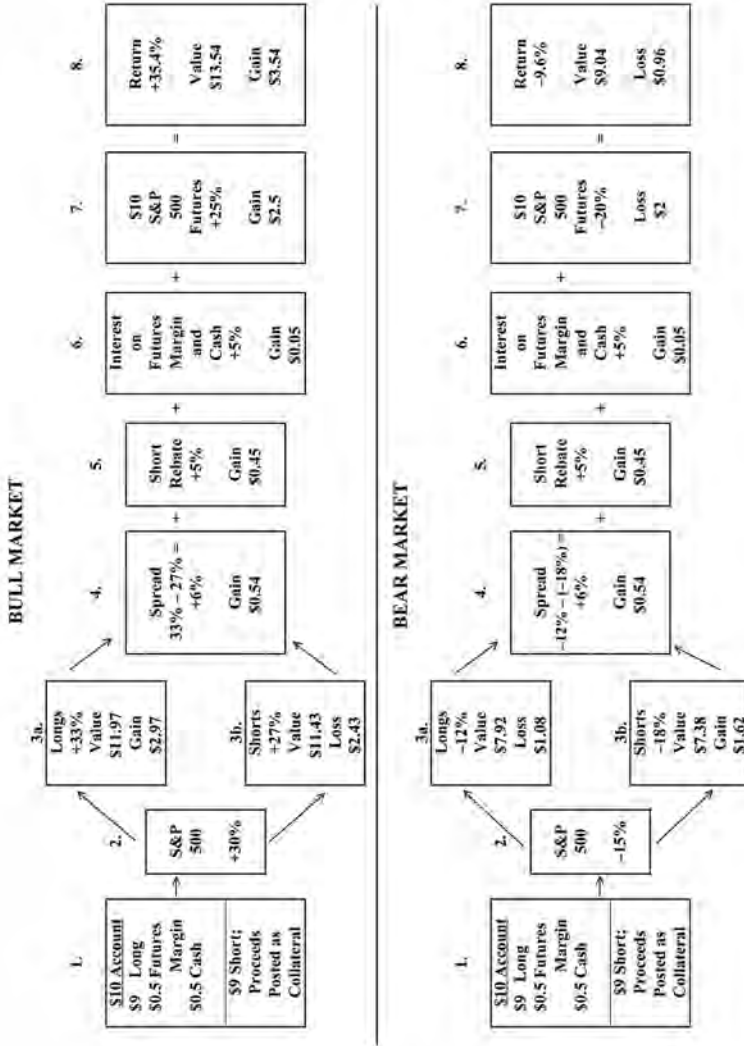 BULL MARKET
1.
$10 Account
$9 Long
$0.5 Futures
Margin
$0.5 Cash
$9 Short;
Proceeds
Posted as
Collateral
2.
S&P
500
+30%
3a.
Longs
+33%
Value
$11.97
Gain
$2.97
3b.
Shorts
+27%
Value
$11.43
Loss
$2.43
4.
Spread
33% – 27% =
+6%
Gain
$0.54
+
5.
Short
Rebate
+5%
Gain
$0.45
+
6.
Interest
on
Futures
Margin
and
Cash
+5%
Gain
$0.05
+
7.
$10
S&P
500
Futures
+25%
Gain
$2.5
=
8.
Return
+35.4%
Value
$13.54
Gain
$3.54
BEAR MARKET
1.
$10 Account
$9 Long
$0.5 Futures
Margin
$0.5 Cash
$9 Short;
Proceeds
Posted as
Collateral
2.
S&P
500
–15%
3a.
Longs
–12%
Value
$7.92
Loss
$1.08
3b.
Shorts
–18%
Value
$7.38
Gain
$1.62
4.
Spread
–12% – (–18%) =
+6%
Gain
$0.54
+
5.
Short
Rebate
+5%
Gain
$0.45
+
6.
Interest
on
Futures
Margin
and
Cash
+5%
Gain
$0.05
+
7.
$10
S&P
500
Futures
–20%
Loss
$2
=
8.
Return
–9.6%
Value
$9.04
Loss
$0.96